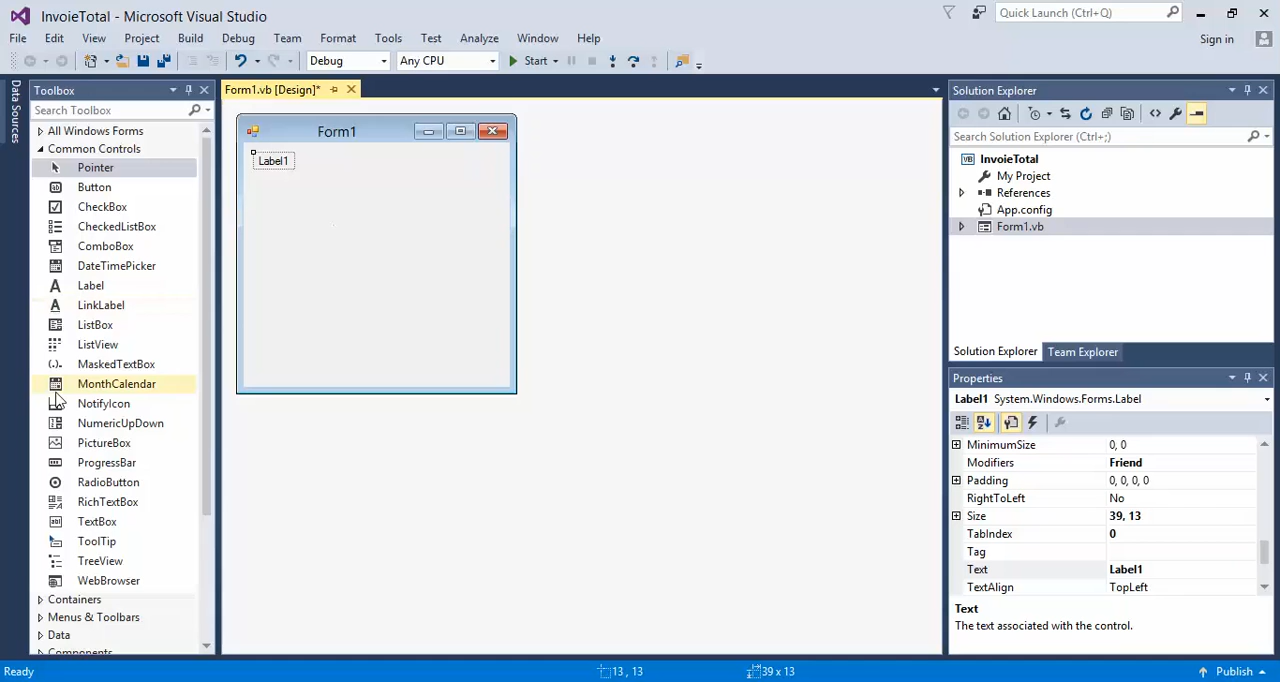 InvoieTotal - Microsoft Visual Studio
Quick Launch (Ctrl+Q)
File Edit View Project Build Debug Team Format Tools Test Analyze Window Help
Sign in
Debug Any CPU Start
Data Sources
Toolbox
Search Toolbox
All Windows Forms
Common Controls
Pointer
Button
CheckBox
CheckedListBox
ComboBox
DateTimePicker
Label
LinkLabel
ListBox
ListView
MaskedTextBox
MonthCalendar
NotifyIcon
NumericUpDown
PictureBox
ProgressBar
RadioButton
RichTextBox
TextBox
ToolTip
TreeView
WebBrowser
Containers
Menus & Toolbars
Data
Components
Form1.vb [Design]*
Form1
Label1
Solution Explorer
Search Solution Explorer (Ctrl+;)
InvoieTotal
My Project
References
App.config
Form1.vb
Solution Explorer Team Explorer
Properties
Label1 System.Windows.Forms.Label
MinimumSize 0, 0
Modifiers Friend
Padding 0, 0, 0, 0
RightToLeft No
Size 39, 13
TabIndex 0
Tag
Text Label1
TextAlign TopLeft
Text
The text associated with the control.
Ready 13 , 13 39 x 13 Publish